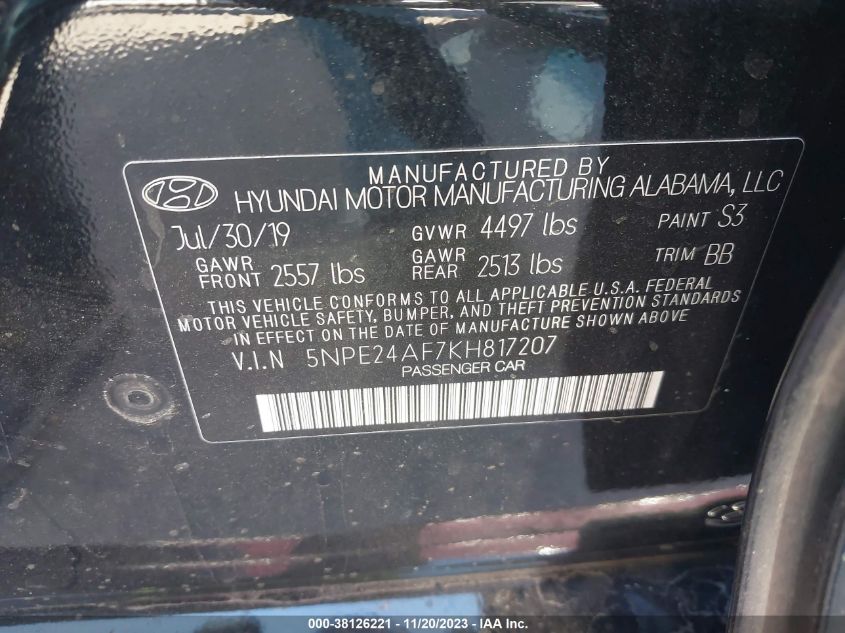 MANUFACTURED BY
HYUNDAI MOTOR MANUFACTURING ALABAMA, LLC
Jul/30/19 GVWR 4497 lbs PAINT S3
GAWR FRONT 2557 lbs GAWR REAR 2513 lbs TRIM BB
THIS VEHICLE CONFORMS TO ALL APPLICABLE U.S.A. FEDERAL
MOTOR VEHICLE SAFETY, BUMPER, AND THEFT PREVENTION STANDARDS
IN EFFECT ON THE DATE OF MANUFACTURE SHOWN ABOVE
V.I.N 5NPE24AF7KH817207
PASSENGER CAR
000-38126221 - 11/20/2023 - IAA Inc.